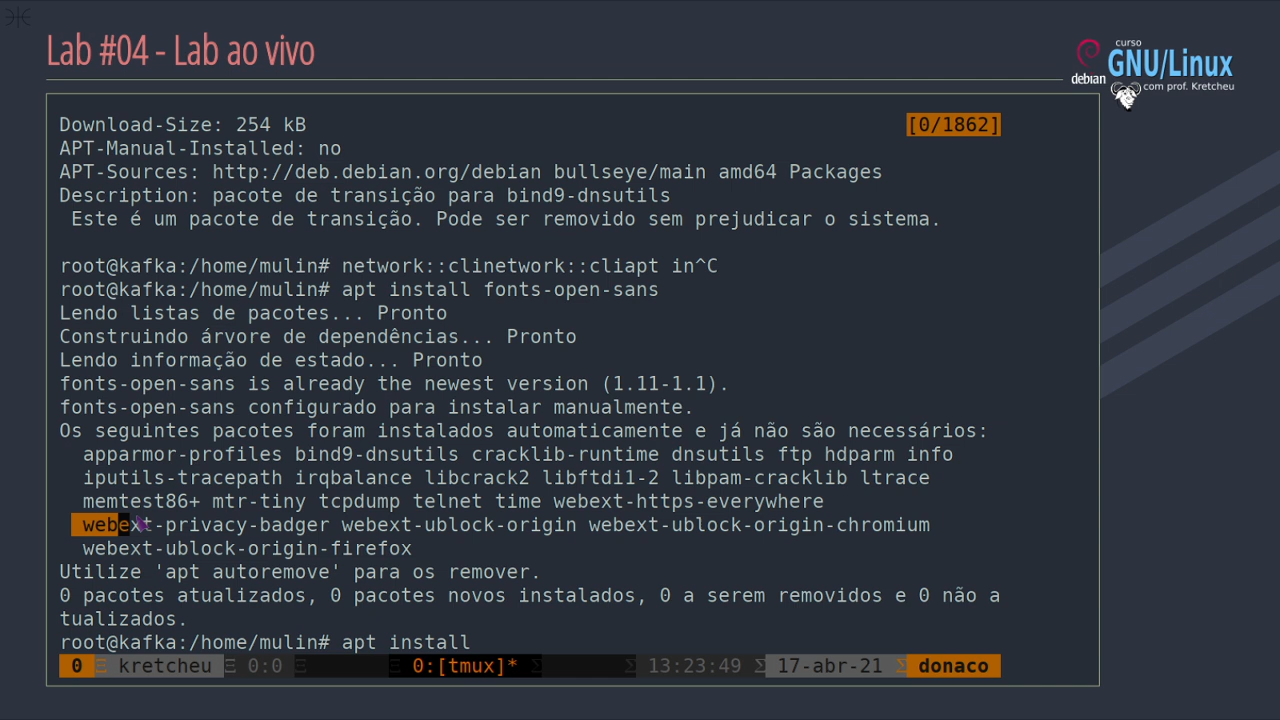 Lab #04 - Lab ao vivo
curso
GNU/Linux
debian
com prof. Kretcheu
Download-Size: 254 kB [0/1862]
APT-Manual-Installed: no
APT-Sources: http://deb.debian.org/debian bullseye/main amd64 Packages
Description: pacote de transição para bind9-dnsutils
Este é um pacote de transição. Pode ser removido sem prejudicar o sistema.
root@kafka:/home/mulin# network::clinetwork::cliapt in^C
root@kafka:/home/mulin# apt install fonts-open-sans
Lendo listas de pacotes... Pronto
Construindo árvore de dependências... Pronto
Lendo informação de estado... Pronto
fonts-open-sans is already the newest version (1.11-1.1).
fonts-open-sans configurado para instalar manualmente.
Os seguintes pacotes foram instalados automaticamente e já não são necessários:
apparmor-profiles bind9-dnsutils cracklib-runtime dnsutils ftp hdparm info
iputils-tracepath irqbalance libcrack2 libftdi1-2 libpam-cracklib ltrace
memtest86+ mtr-tiny tcpdump telnet time webext-https-everywhere
webext-privacy-badger webext-ublock-origin webext-ublock-origin-chromium
webext-ublock-origin-firefox
Utilize 'apt autoremove' para os remover.
0 pacotes atualizados, 0 pacotes novos instalados, 0 a serem removidos e 0 não a
tualizados.
root@kafka:/home/mulin# apt install
0 Ξ kretcheu Ξ 0:0 Ξ Ξ 0:[tmux]* Σ Σ 13:23:49 Σ 17-abr-21 Σ donaco